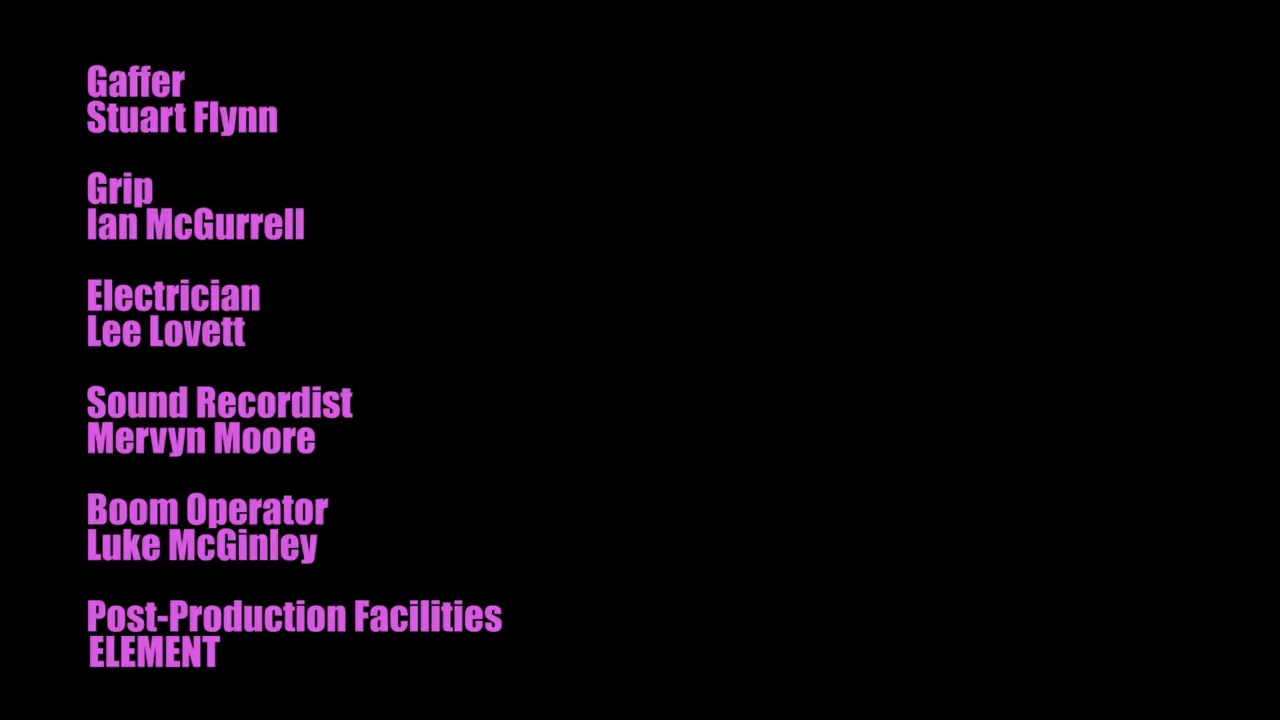 Gaffer
Stuart Flynn
Grip
Ian McGurrell
Electrician
Lee Lovett
Sound Recordist
Mervyn Moore
Boom Operator
Luke McGinley
Post-Production Facilities
ELEMENT